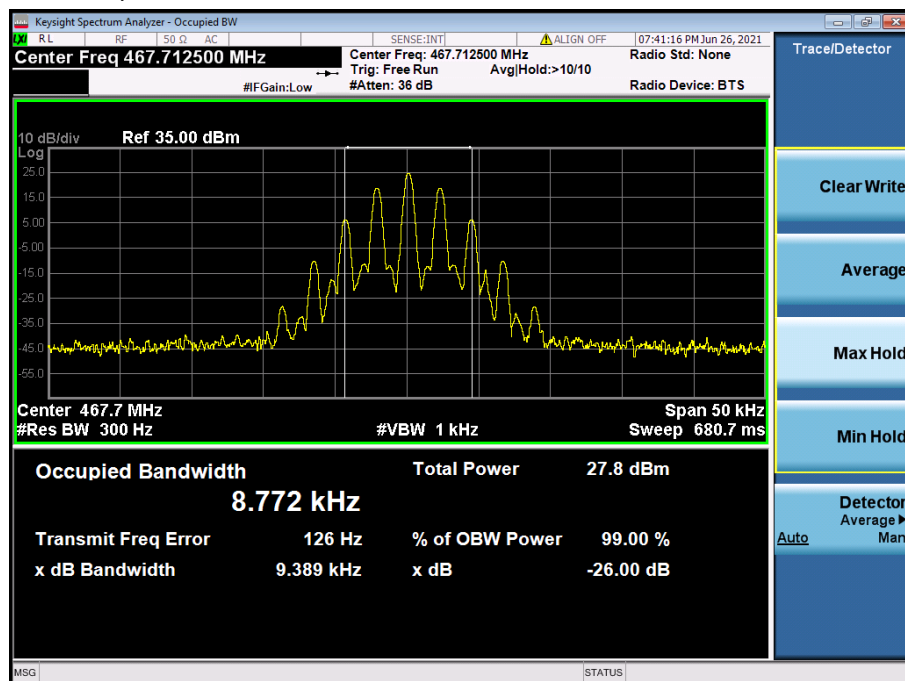 Keysight Spectrum Analyzer - Occupied BW
LXI RL RF 50 Ω AC SENSE:INT ALIGN OFF 07:41:16 PM Jun 26, 2021
Center Freq 467.712500 MHz
Center Freq: 467.712500 MHz Radio Std: None
Trig: Free Run Avg|Hold:>10/10
#IFGain:Low #Atten: 36 dB Radio Device: BTS
Trace/Detector
10 dB/div Ref 35.00 dBm
Log
25.0
15.0
5.00
-5.00
-15.0
-25.0
-35.0
-45.0
-55.0
Center 467.7 MHz Span 50 kHz
#Res BW 300 Hz #VBW 1 kHz Sweep 680.7 ms
Occupied Bandwidth Total Power 27.8 dBm
8.772 kHz
Transmit Freq Error 126 Hz % of OBW Power 99.00 %
x dB Bandwidth 9.389 kHz x dB -26.00 dB
Clear Write
Average
Max Hold
Min Hold
Detector
Average
Auto Man
MSG STATUS